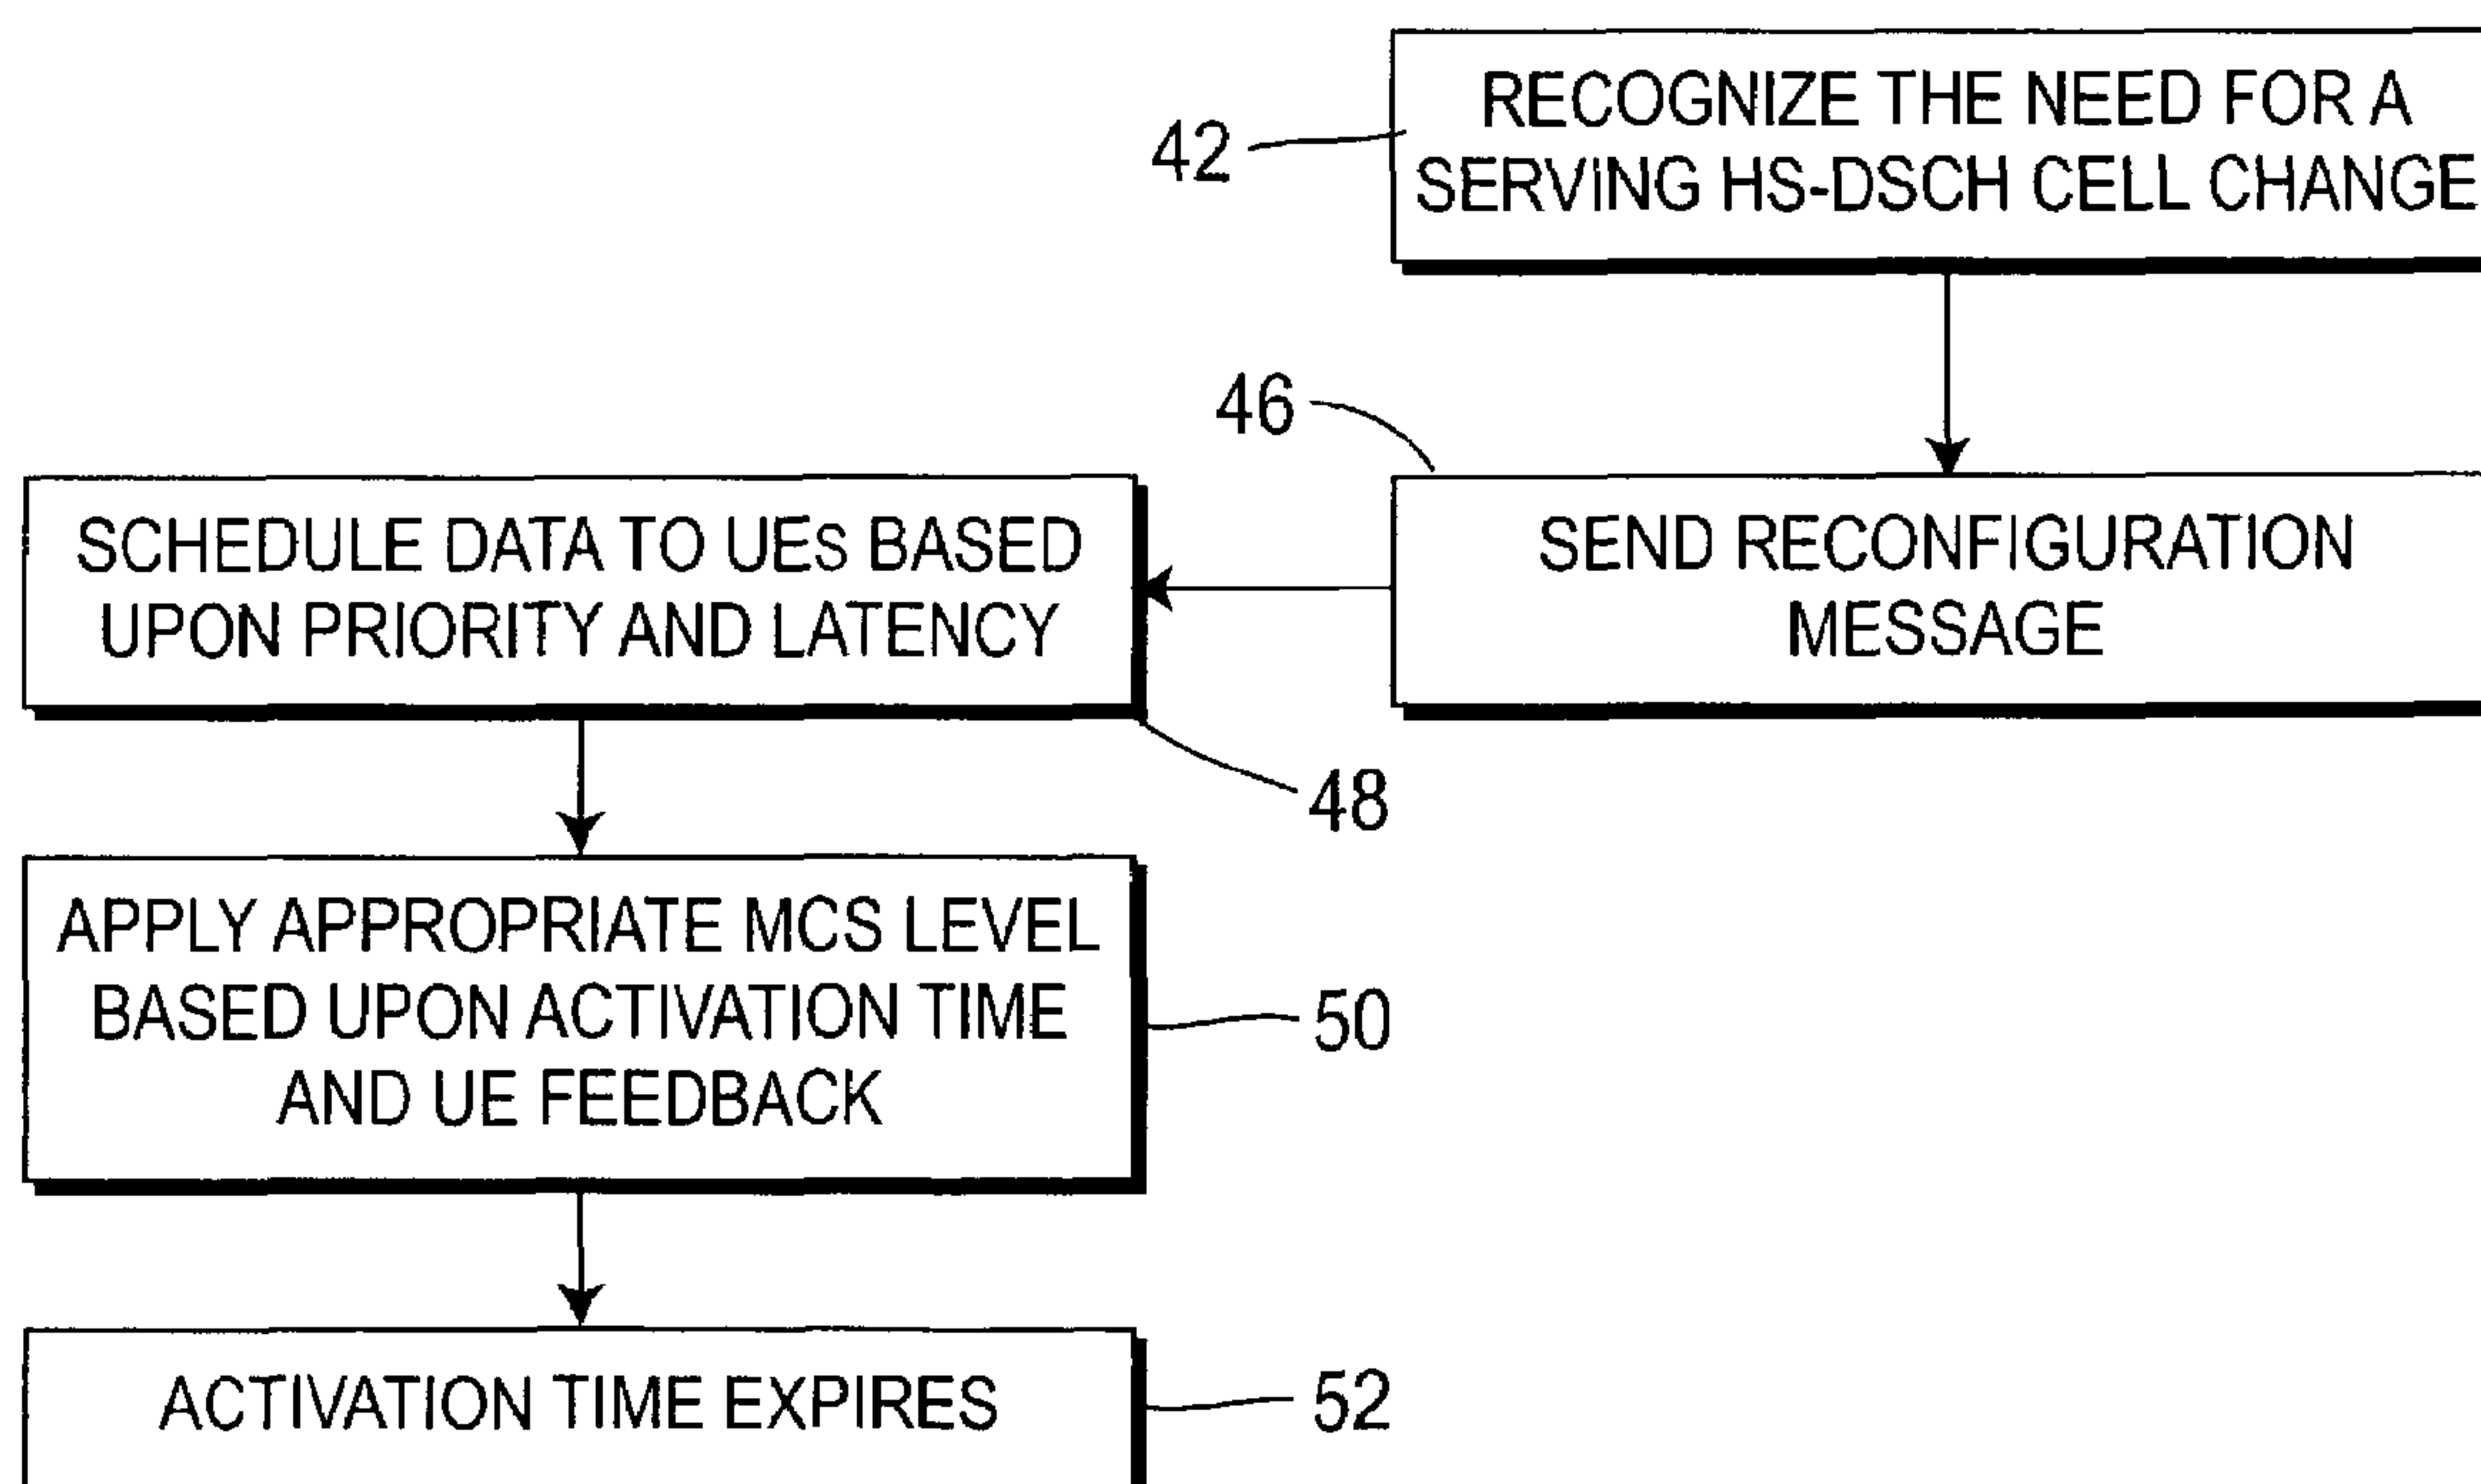 RECOGNIZE THE NEED FOR A
SERVING HS-DSCH CELL CHANGE
42
46
SEND RECONFIGURATION
MESSAGE
SCHEDULE DATA TO UEs BASED
UPON PRIORITY AND LATENCY
48
APPLY APPROPRIATE MCS LEVEL
BASED UPON ACTIVATION TIME
AND UE FEEDBACK
50
ACTIVATION TIME EXPIRES
52